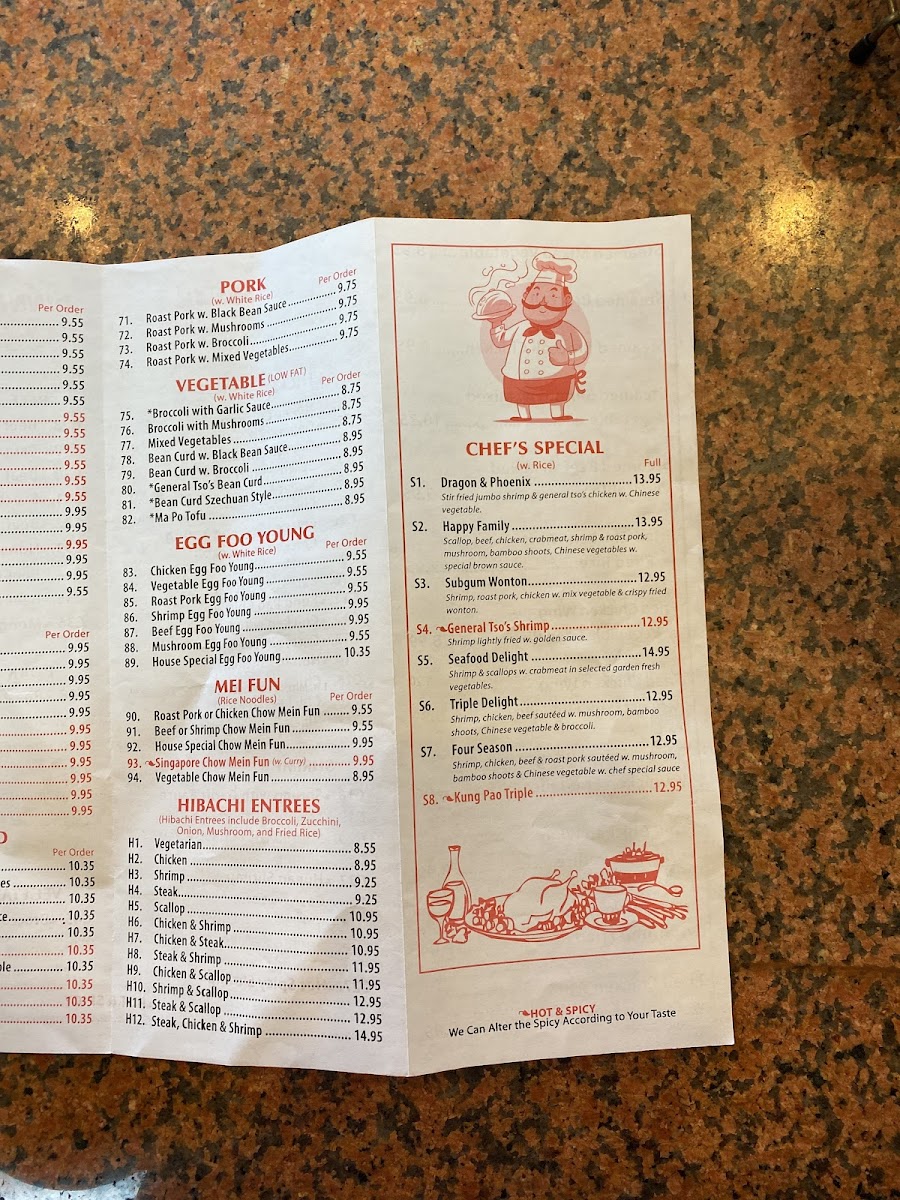 Per Order
9.55
9.55
9.55
9.55
9.55
9.55
9.55
9.55
9.55
9.55
9.55
9.55
9.95
9.95
9.95
9.95
9.95
9.55
Per Order
9.95
9.95
9.95
9.95
9.95
9.95
9.95
9.95
9.95
9.95
9.95
D
Per Order
10.35
10.35
10.35
10.35
10.35
10.35
10.35
10.35
10.35
10.35
PORK
(w. White Rice)
Per Order
71. Roast Pork w. Black Bean Sauce 9.75
72. Roast Pork w. Mushrooms 9.75
73. Roast Pork w. Broccoli 9.75
74. Roast Pork w. Mixed Vegetables 9.75
VEGETABLE (LOW FAT)
(w. White Rice)
Per Order
75. *Broccoli with Garlic Sauce 8.75
76. Broccoli with Mushrooms 8.75
77. Mixed Vegetables 8.75
78. Bean Curd w. Black Bean Sauce 8.95
79. Bean Curd w. Broccoli 8.95
80. *General Tso's Bean Curd 8.95
81. *Bean Curd Szechuan Style 8.95
82. *Ma Po Tofu 8.95
EGG FOO YOUNG
(w. White Rice)
Per Order
83. Chicken Egg Foo Young 9.55
84. Vegetable Egg Foo Young 9.55
85. Roast Pork Egg Foo Young 9.55
86. Shrimp Egg Foo Young 9.95
87. Beef Egg Foo Young 9.95
88. Mushroom Egg Foo Young 9.55
89. House Special Egg Foo Young 10.35
MEI FUN
(Rice Noodles)
Per Order
90. Roast Pork or Chicken Chow Mein Fun 9.55
91. Beef or Shrimp Chow Mein Fun 9.55
92. House Special Chow Mein Fun 9.95
93. Singapore Chow Mein Fun (w. Curry) 9.95
94. Vegetable Chow Mein Fun 8.95
HIBACHI ENTREES
(Hibachi Entrees include Broccoli, Zucchini,
Onion, Mushroom, and Fried Rice)
H1. Vegetarian 8.55
H2. Chicken 8.95
H3. Shrimp 9.25
H4. Steak 9.25
H5. Scallop 10.95
H6. Chicken & Shrimp 10.95
H7. Chicken & Steak 10.95
H8. Steak & Shrimp 11.95
H9. Chicken & Scallop 11.95
H10. Shrimp & Scallop 12.95
H11. Steak & Scallop 12.95
H12. Steak, Chicken & Shrimp 14.95
CHEF'S SPECIAL
(w. Rice)
Full
S1. Dragon & Phoenix 13.95
Stir fried jumbo shrimp & general tso's chicken w. Chinese
vegetable.
S2. Happy Family 13.95
Scallop, beef, chicken, crabmeat, shrimp & roast pork,
mushroom, bamboo shoots, Chinese vegetables w.
special brown sauce.
S3. Subgum Wonton 12.95
Shrimp, roast pork, chicken w. mix vegetable & crispy fried
wonton.
S4. General Tso's Shrimp 12.95
Shrimp lightly fried w. golden sauce.
S5. Seafood Delight 14.95
Shrimp & scallops w. crabmeat in selected garden fresh
vegetables.
S6. Triple Delight 12.95
Shrimp, chicken, beef sautéed w. mushroom, bamboo
shoots, Chinese vegetable & broccoli.
S7. Four Season 12.95
Shrimp, chicken, beef & roast pork sautéed w. mushroom,
bamboo shoots & Chinese vegetable w. chef special sauce
S8. Kung Pao Triple 12.95
HOT & SPICY
We Can Alter the Spicy According to Your Taste